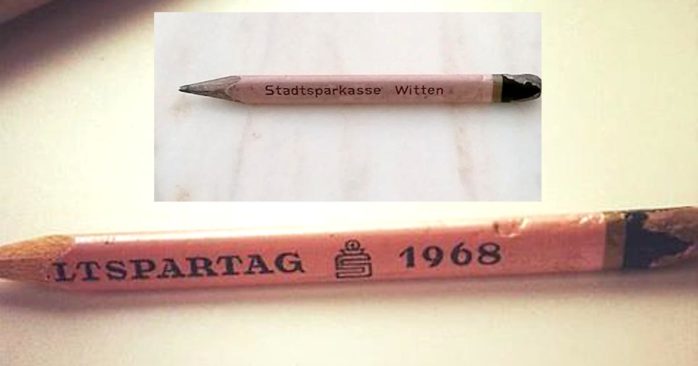 Stadtsparkasse Witten
LTSPARTAG S 1968